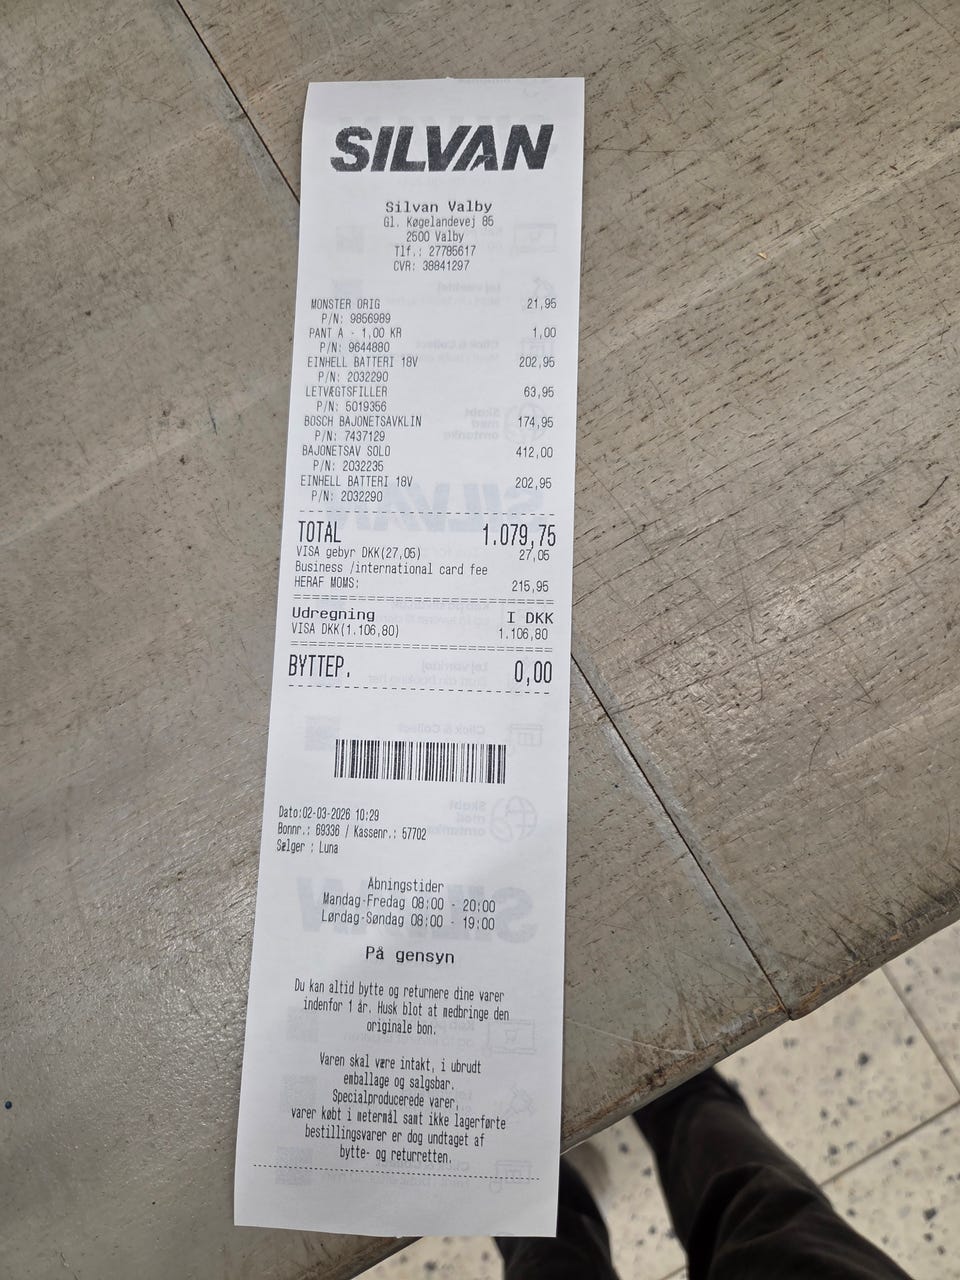 SILVAN
Silvan Valby
Gl. Køgelandevej 85
2500 Valby
Tlf.: 27785617
CVR: 38841297
MONSTER ORIG 21,95
P/N: 9856989
PANT A - 1,00 KR 1,00
P/N: 9644880
EINHELL BATTERI 18V 202,95
P/N: 2032290
LETVÆGTSFILLER 63,95
P/N: 5019356
BOSCH BAJONETSAVKLIN 174,95
P/N: 7437129
BAJONETSAV SOLO 412,00
P/N: 2032235
EINHELL BATTERI 18V 202,95
P/N: 2032290
TOTAL 1.079,75
VISA gebyr DKK(27,05) 27,05
Business /international card fee
HERAF MOMS: 215,95
Udregning I DKK
VISA DKK(1.106,80) 1.106,80
BYTTEP. 0,00
Dato:02-03-2026 10:29
Bonnr.: 69336 / Kassenr.: 57702
Sælger : Luna
Åbningstider
Mandag-Fredag 08:00 - 20:00
Lørdag-Søndag 08:00 - 19:00
På gensyn
Du kan altid bytte og returnere dine varer
indenfor 1 år. Husk blot at medbringe den
originale bon.
Varen skal være intakt, i ubrudt
emballage og salgsbar.
Specialproducerede varer,
varer købt i metermål samt ikke lagerførte
bestillingsvarer er dog undtaget af
bytte- og returretten.